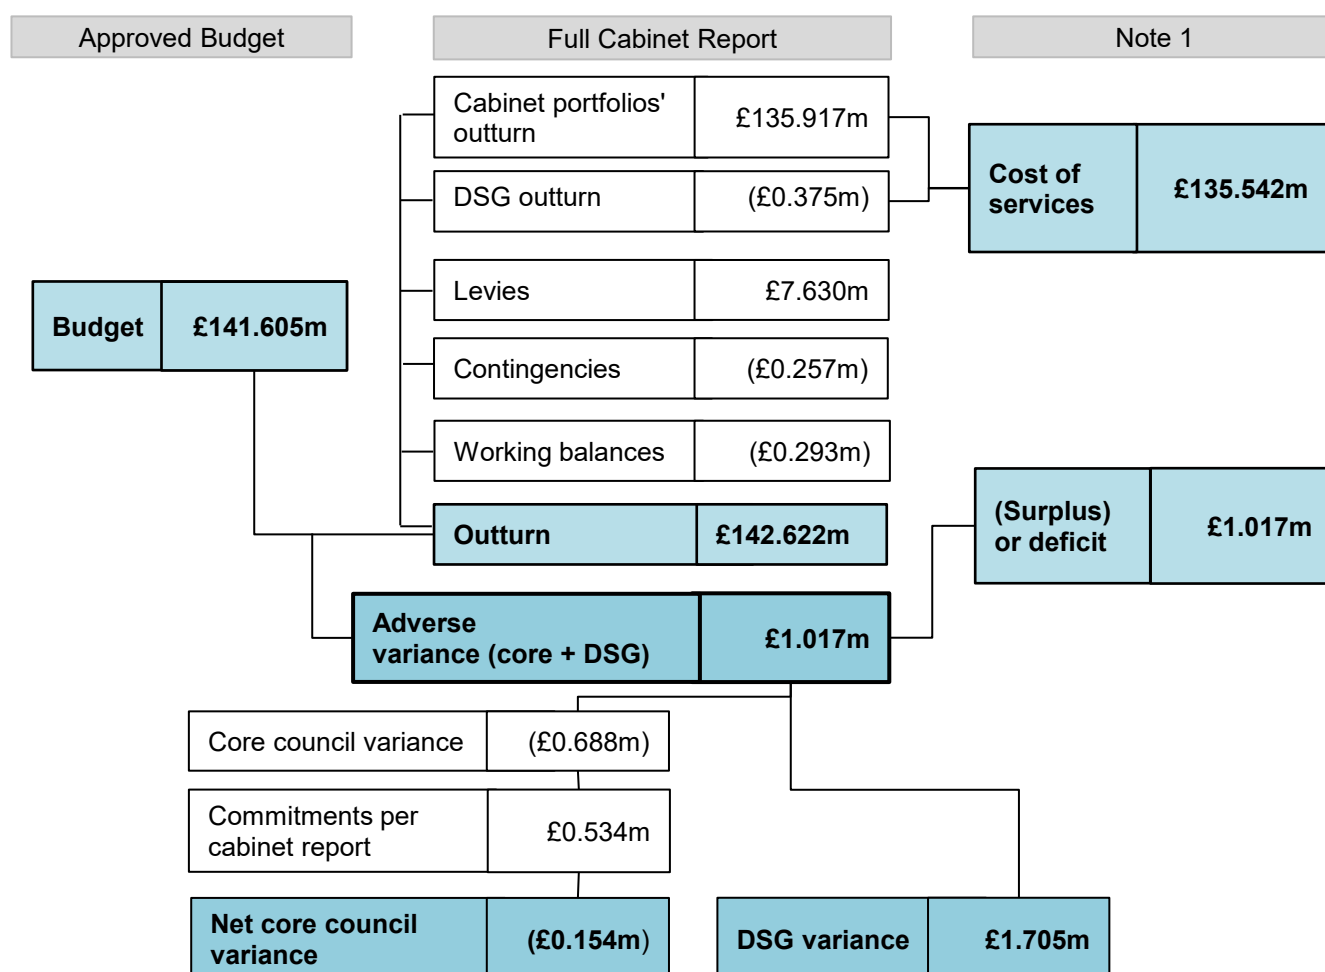 Approved Budget
Full Cabinet Report
Note 1
Cabinet portfolios'
outturn
£135.917m
DSG outturn
(£0.375m)
Cost of
services
£135.542m
Levies
£7.630m
Budget
£141.605m
Contingencies
(£0.257m)
Working balances
(£0.293m)
Outturn
£142.622m
(Surplus)
or deficit
£1.017m
Adverse
variance (core + DSG)
£1.017m
Core council variance
(£0.688m)
Commitments per
cabinet report
£0.534m
Net core council
variance
(£0.154m)
DSG variance
£1.705m